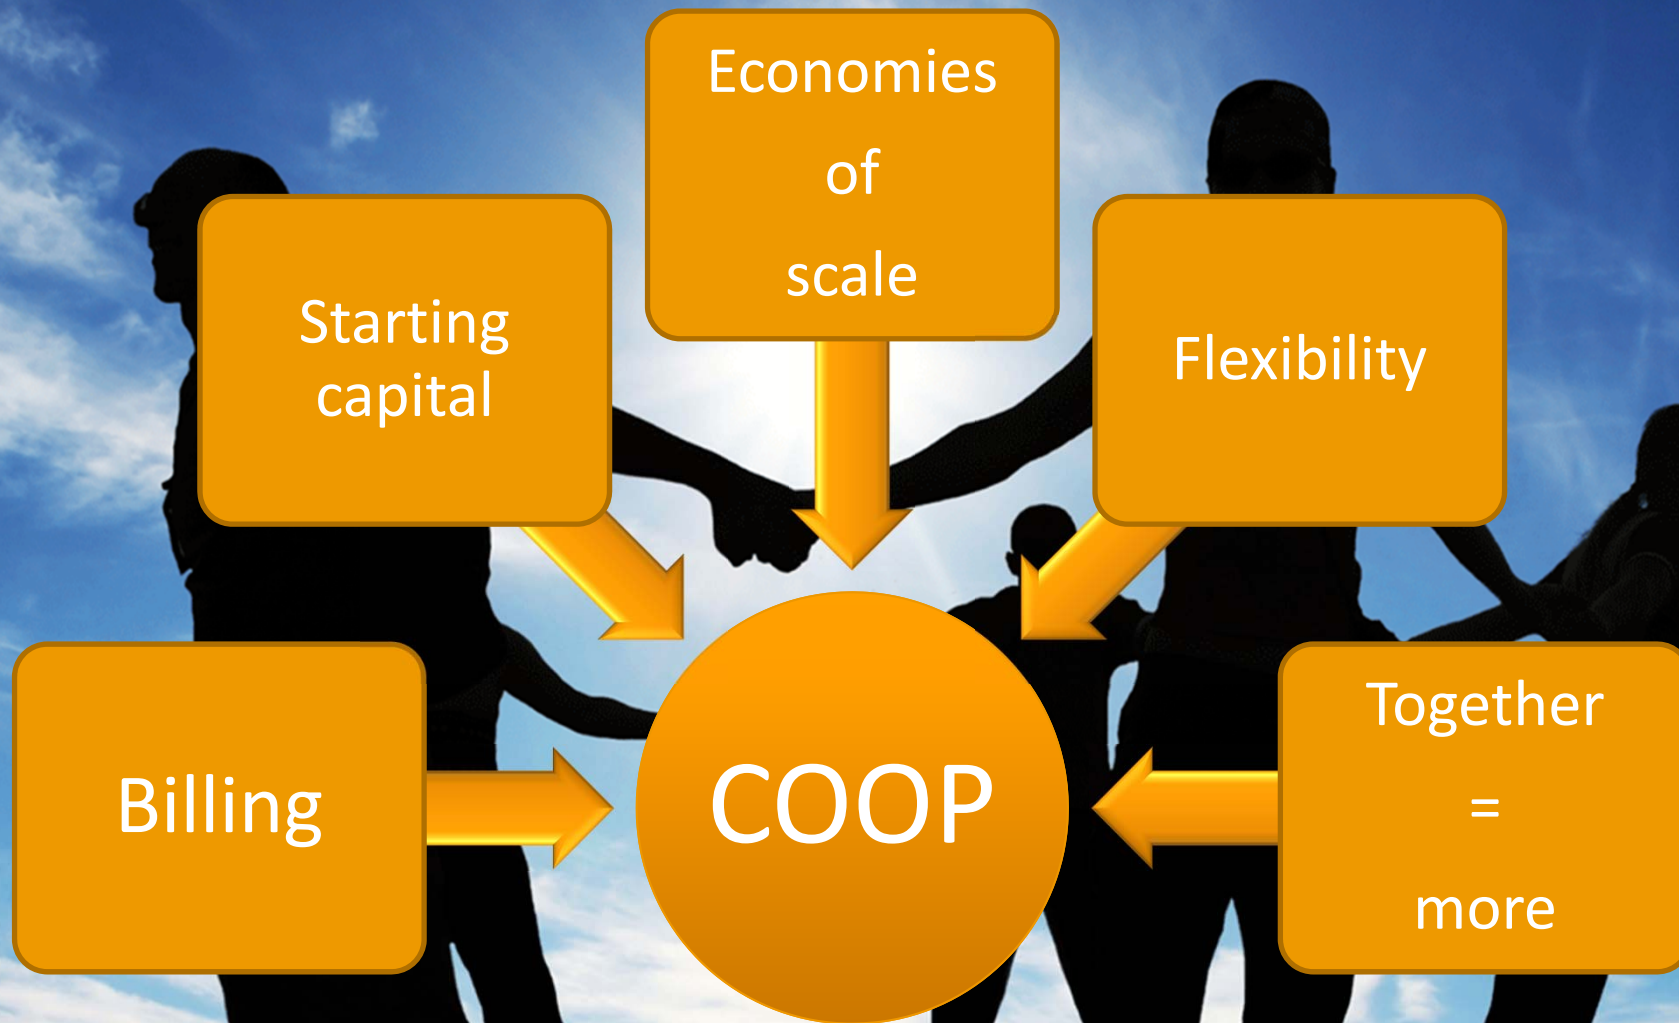 Economies
of
scale
Starting
capital
Flexibility
Billing
COOP
Together
=
more